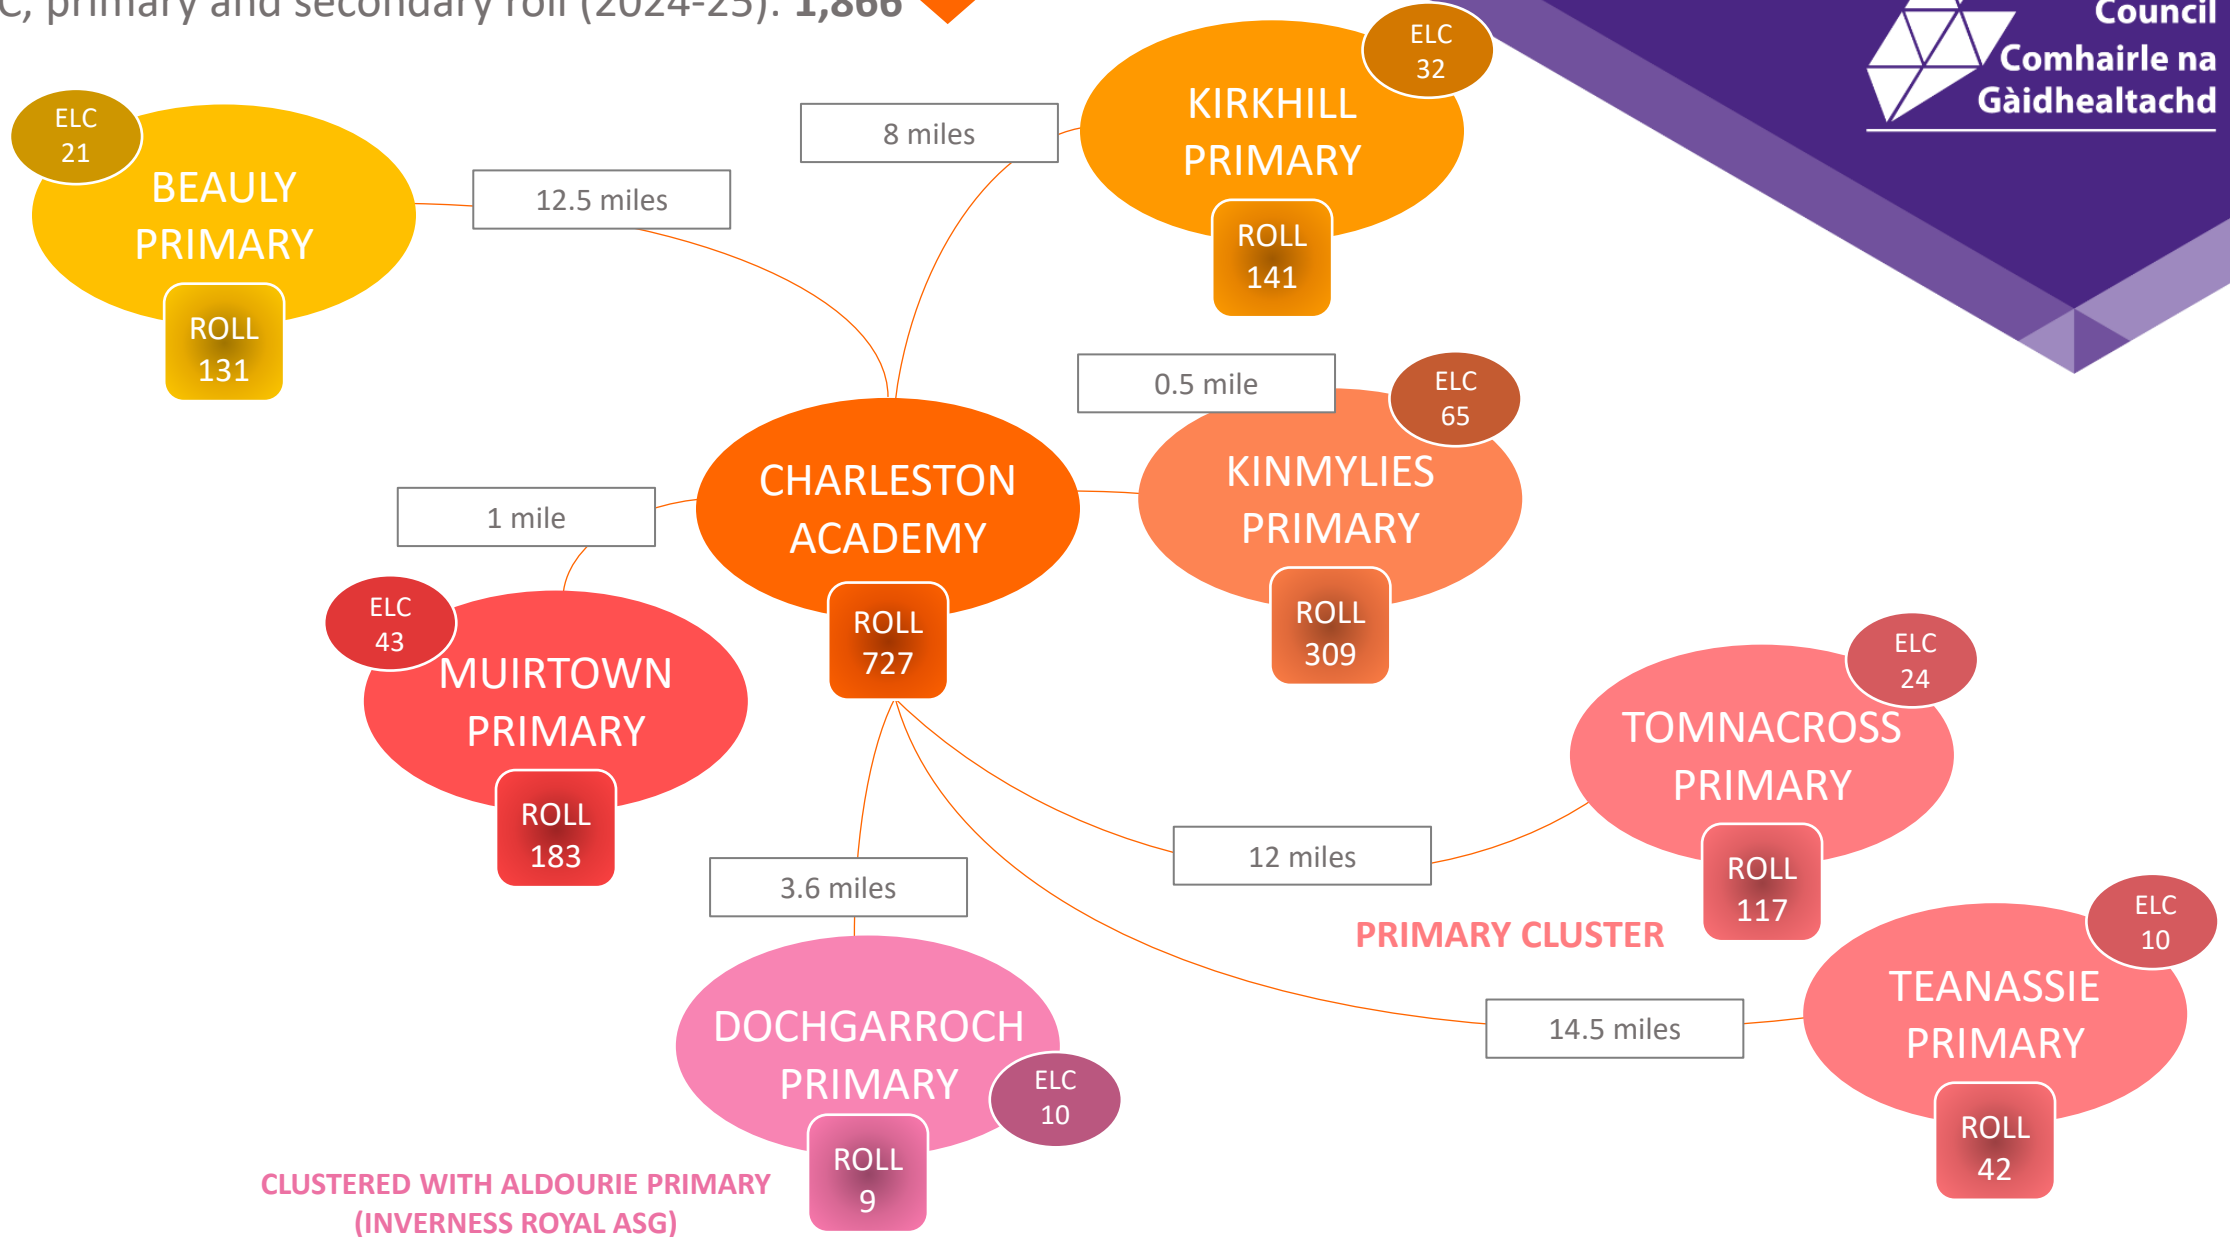 C, primary and secondary roll (2024-25): 1,866
Council
Comhairle na
Gàidhealtachd
ELC
21
BEAULY
PRIMARY
ROLL
131
12.5 miles
8 miles
ELC
32
KIRKHILL
PRIMARY
ROLL
141
0.5 mile
ELC
65
KINMYLIES
PRIMARY
ROLL
309
CHARLESTON
ACADEMY
ROLL
727
1 mile
ELC
43
MUIRTOWN
PRIMARY
ROLL
183
ELC
24
TOMNACROSS
PRIMARY
ROLL
117
12 miles
3.6 miles
PRIMARY CLUSTER
ELC
10
TEANASSIE
PRIMARY
ROLL
42
14.5 miles
DOCHGARROCH
PRIMARY
ELC
10
ROLL
9
CLUSTERED WITH ALDOURIE PRIMARY
(INVERNESS ROYAL ASG)